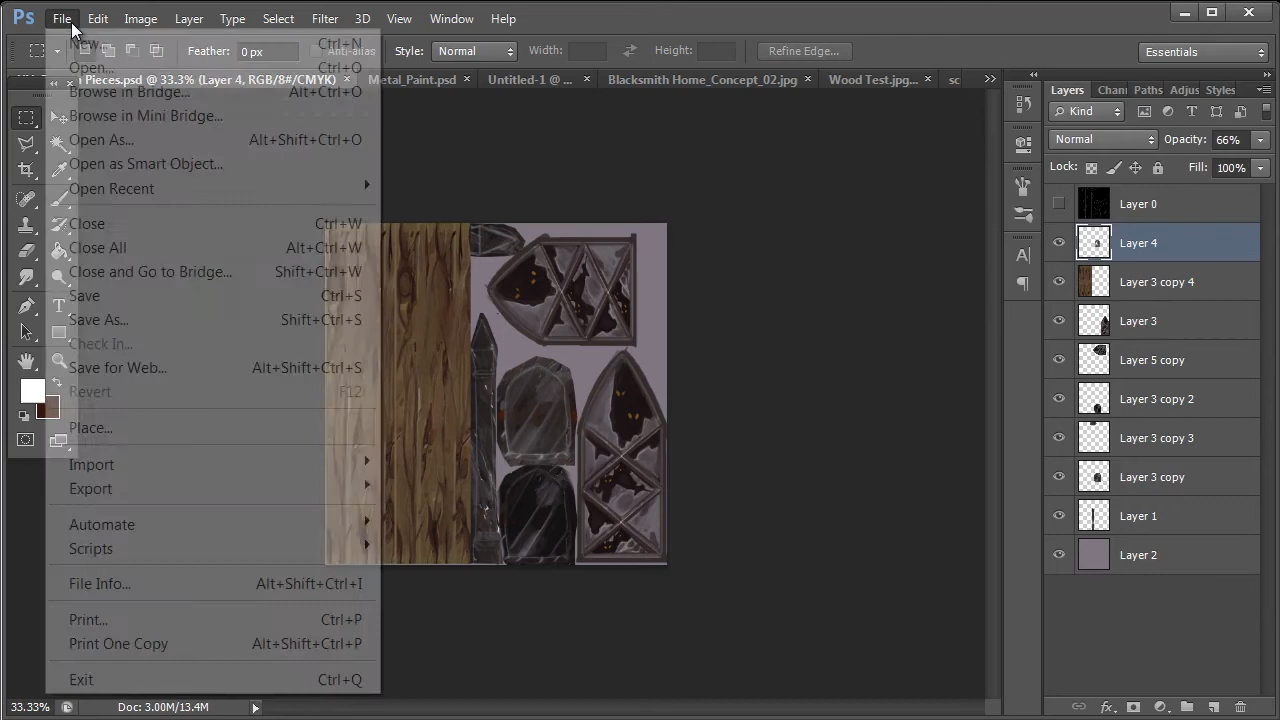 Ps File Edit Image Layer Type Select Filter 3D View Window Help
Feather: 0 px Anti-alias Style: Normal Width: Height: Refine Edge... Essentials
Pieces.psd @ 33.3% (Layer 4, RGB/8#/CMYK) × Metal_Paint.psd × Untitled-1 @ ... × Blacksmith Home_Concept_02.jpg × Wood Test.jpg... × sc
New... Ctrl+N
Open... Ctrl+O
Browse in Bridge... Alt+Ctrl+O
Browse in Mini Bridge...
Open As... Alt+Shift+Ctrl+O
Open as Smart Object...
Open Recent
Close Ctrl+W
Close All Alt+Ctrl+W
Close and Go to Bridge... Shift+Ctrl+W
Save Ctrl+S
Save As... Shift+Ctrl+S
Check In...
Save for Web... Alt+Shift+Ctrl+S
Revert F12
Place...
Import
Export
Automate
Scripts
File Info... Alt+Shift+Ctrl+I
Print... Ctrl+P
Print One Copy Alt+Shift+Ctrl+P
Exit Ctrl+Q
Layers Chann Paths Adjus Styles
Kind
Normal Opacity: 66%
Lock: Fill: 100%
Layer 0
Layer 4
Layer 3 copy 4
Layer 3
Layer 5 copy
Layer 3 copy 2
Layer 3 copy 3
Layer 3 copy
Layer 1
Layer 2
33.33% Doc: 3.00M/13.4M